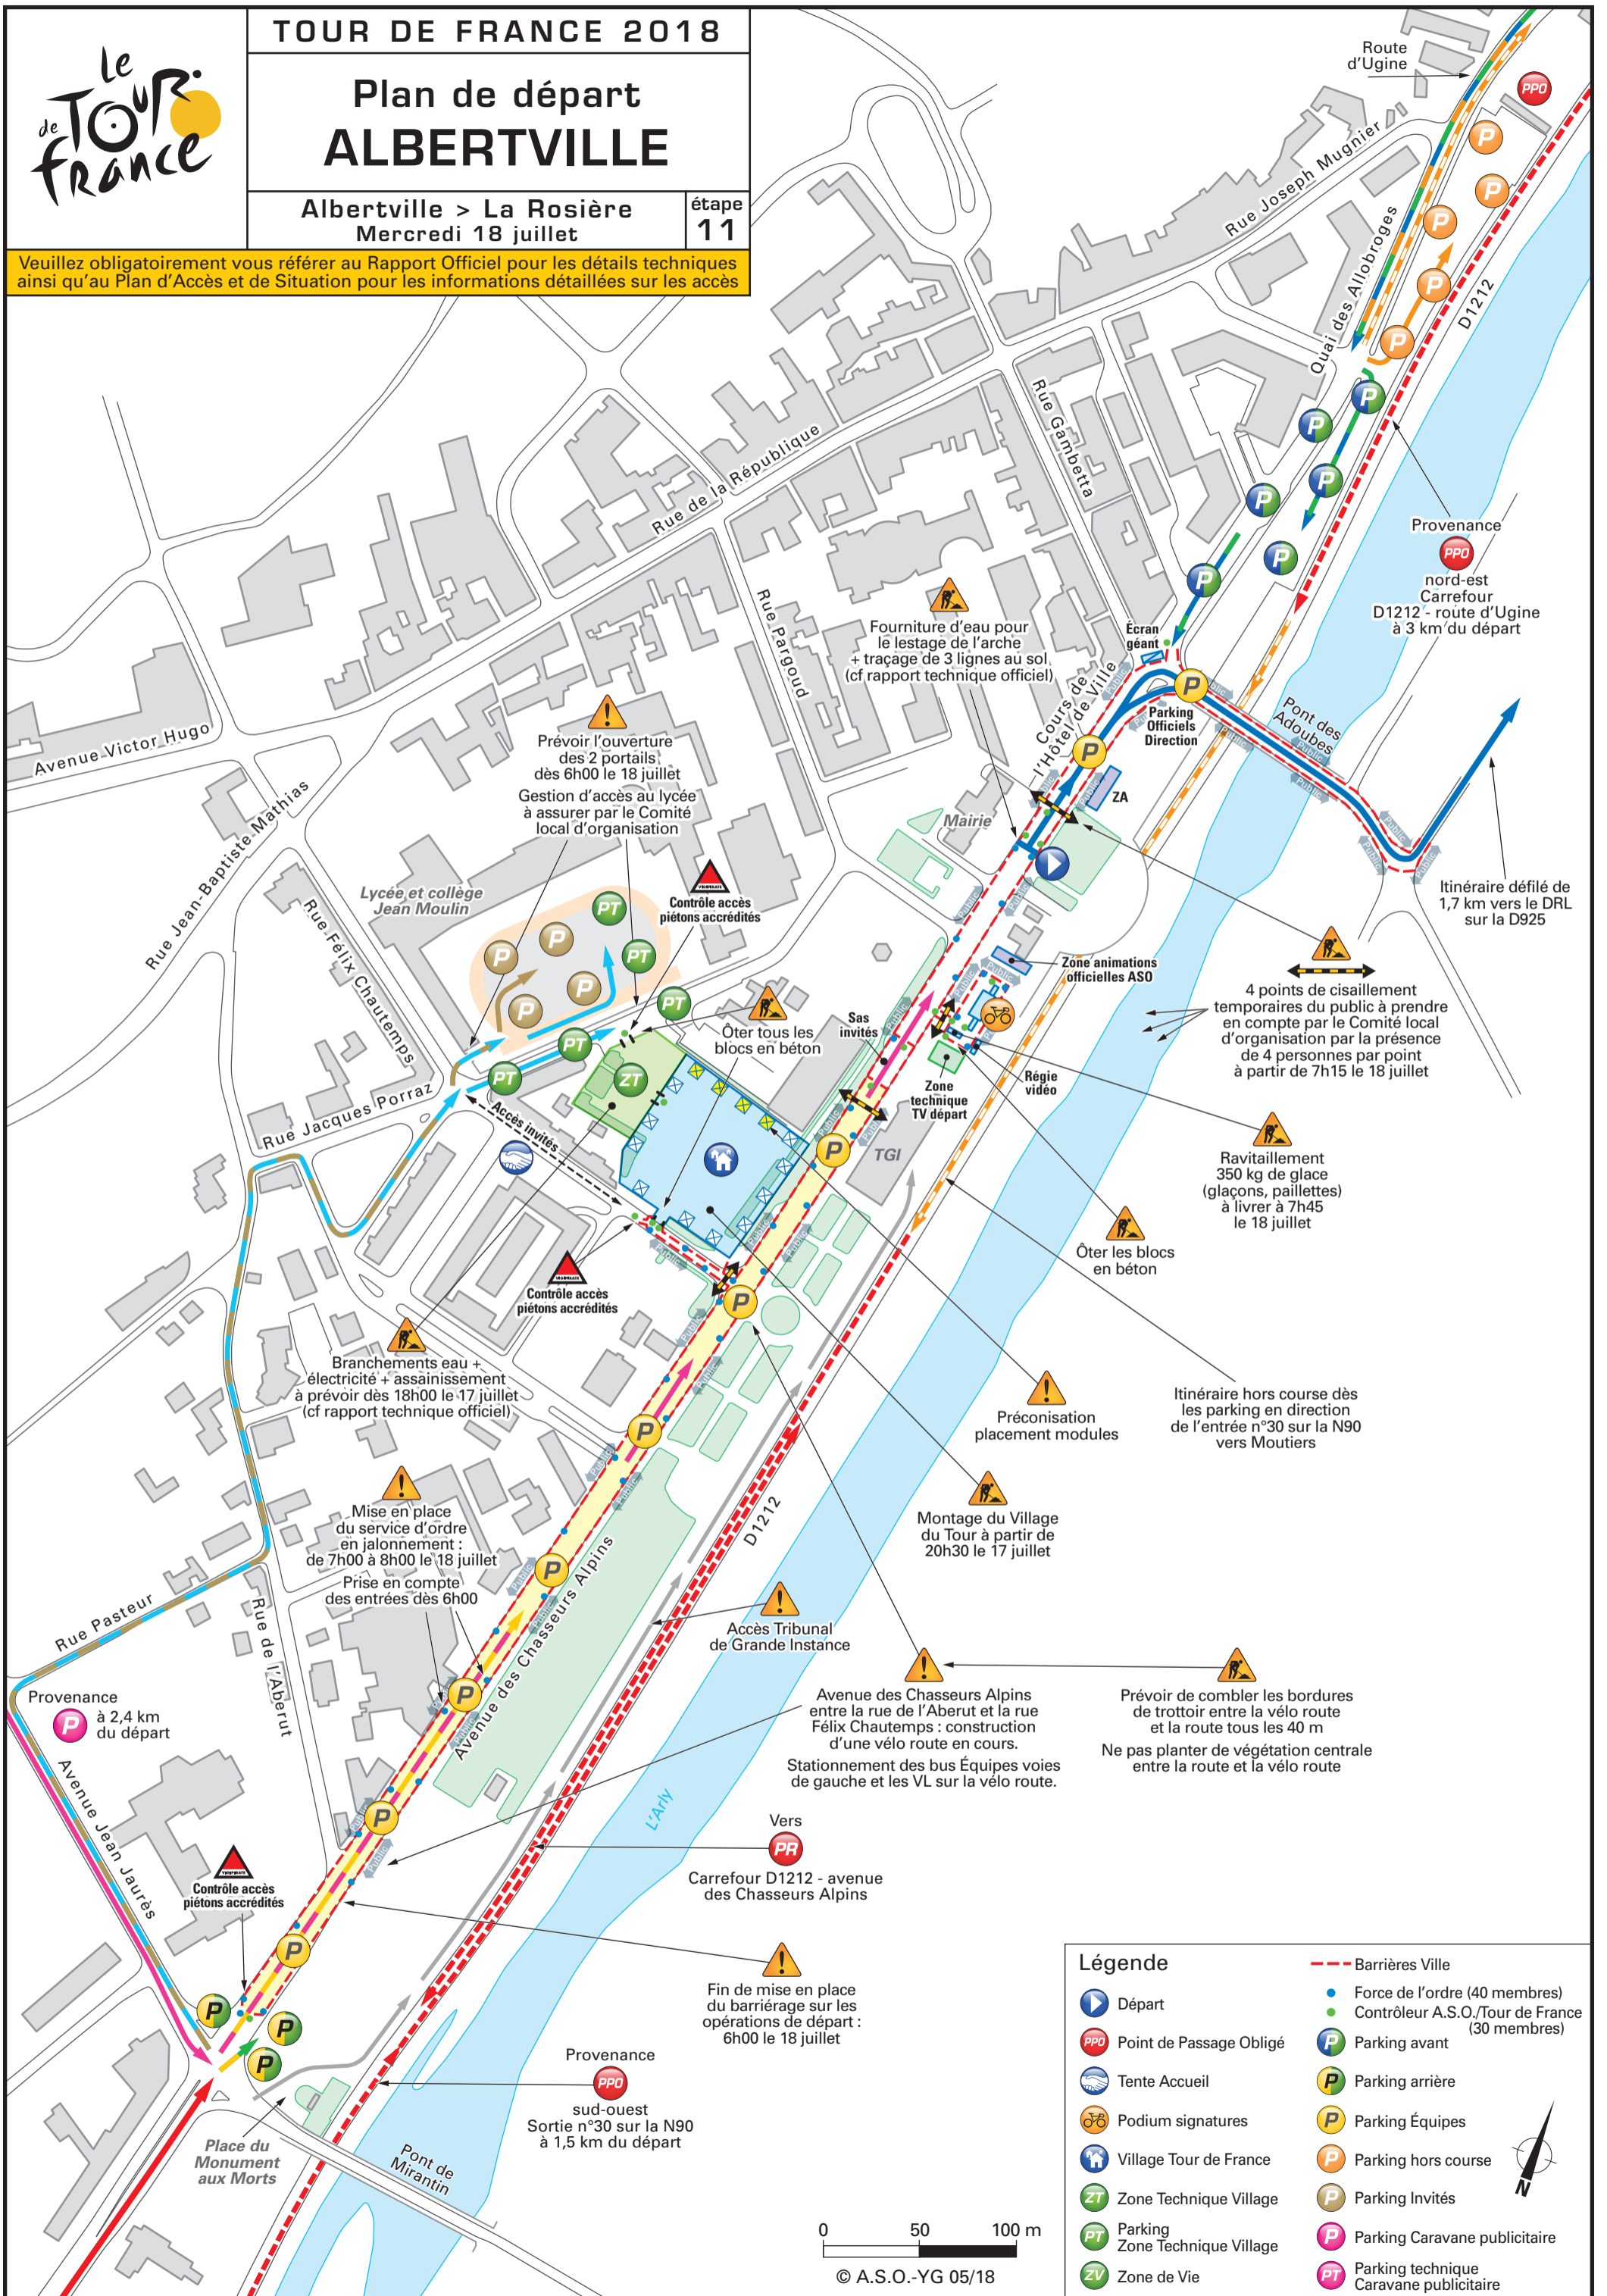 Le
TOUR
de
FRANCE
TOUR DE FRANCE 2018
Plan de départ
ALBERTVILLE
Albertville > La Rosière
Mercredi 18 juillet
étape
11
Veuillez obligatoirement vous référer au Rapport Officiel pour les détails techniques
ainsi qu'au Plan d'Accès et de Situation pour les informations détaillées sur les accès
Route
d'Ugine
PPO
Rue Joseph Mugnier
Quai des Allobroges
D1212
P
P
P
P
P
P
P
P
P
P
P
Rue Gambetta
Rue de la République
Rue Pargoud
Provenance
PPO
nord-est
Carrefour
D1212 - route d'Ugine
à 3 km du départ
Fourniture d'eau pour
le lestage de l'arche
+ traçage de 3 lignes au sol
(cf rapport technique officiel)
Écran
géant
Cours de
l'Hôtel de Ville
P
P
Parking
Officiels
Direction
Pont des
Adoubes
Public
ZA
Mairie
Itinéraire défilé de
1,7 km vers le DRL
sur la D925
Avenue Victor Hugo
Rue Jean-Baptiste Mathias
Prévoir l'ouverture
des 2 portails
dès 6h00 le 18 juillet
Gestion d'accès au lycée
à assurer par le Comité
local d'organisation
Lycée et collège
Jean Moulin
Contrôle accès
piétons accrédités
Rue Félix Chautemps
PT
PT
PT
PT
PT
P
P
P
P
ZT
Ôter tous les
blocs en béton
Sas
invités
Zone animations
officielles ASO
Zone
technique
TV départ
Régie
vidéo
4 points de cisaillement
temporaires du public à prendre
en compte par le Comité local
d'organisation par la présence
de 4 personnes par point
à partir de 7h15 le 18 juillet
Rue Jacques Porraz
Accès invités
P
TGI
Ravitaillement
350 kg de glace
(glaçons, paillettes)
à livrer à 7h45
le 18 juillet
Ôter les blocs
en béton
Contrôle accès
piétons accrédités
P
Branchements eau +
électricité + assainissement
à prévoir dès 18h00 le 17 juillet
(cf rapport technique officiel)
Préconisation
placement modules
Itinéraire hors course dès
les parking en direction
de l'entrée n°30 sur la N90
vers Moutiers
P
Mise en place
du service d'ordre
en jalonnement :
de 7h00 à 8h00 le 18 juillet
Prise en compte
des entrées dès 6h00
Montage du Village
du Tour à partir de
20h30 le 17 juillet
D1212
P
Avenue des Chasseurs Alpins
Accès Tribunal
de Grande Instance
Rue Pasteur
Rue de l'Aberut
P
Provenance
P
à 2,4 km
du départ
Avenue des Chasseurs Alpins
entre la rue de l'Aberut et la rue
Félix Chautemps : construction
d'une vélo route en cours.
Stationnement des bus Équipes voies
de gauche et les VL sur la vélo route.
Prévoir de combler les bordures
de trottoir entre la vélo route
et la route tous les 40 m
Ne pas planter de végétation centrale
entre la route et la vélo route
Avenue Jean Jaurès
P
L'Arly
Vers
PR
Carrefour D1212 - avenue
des Chasseurs Alpins
Contrôle accès
piétons accrédités
P
P
P
P
Fin de mise en place
du barriérage sur les
opérations de départ :
6h00 le 18 juillet
Provenance
PPO
sud-ouest
Sortie n°30 sur la N90
à 1,5 km du départ
Place du
Monument
aux Morts
Pont de
Mirantin
0 50 100 m
© A.S.O.-YG 05/18
Légende
Départ
PPO Point de Passage Obligé
Tente Accueil
Podium signatures
Village Tour de France
ZT Zone Technique Village
PT Parking
Zone Technique Village
ZV Zone de Vie
Barrières Ville
Force de l'ordre (40 membres)
Contrôleur A.S.O./Tour de France
(30 membres)
P Parking avant
P Parking arrière
P Parking Équipes
P Parking hors course
P Parking Invités
P Parking Caravane publicitaire
PT Parking technique
Caravane publicitaire
N